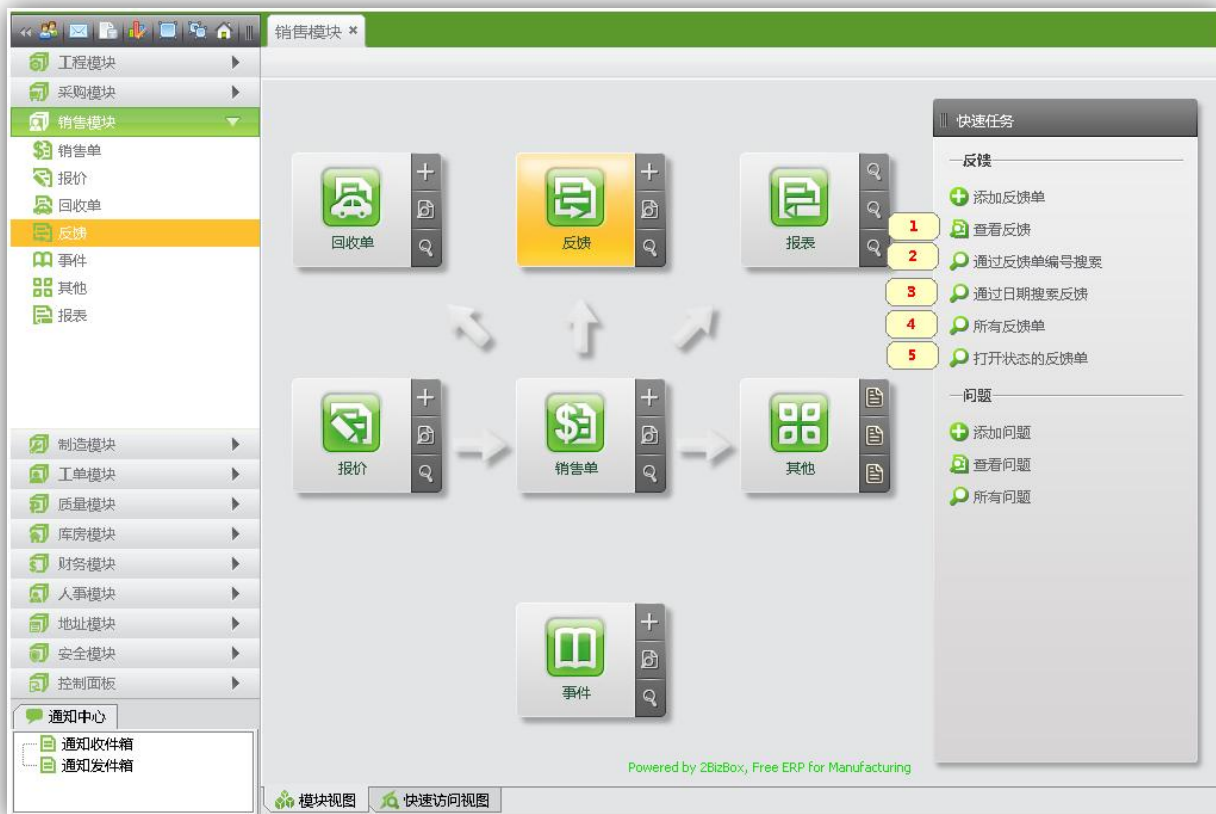 销售模块
工程模块
采购模块
销售模块
销售单
报价
回收单
反馈
事件
其他
报表
制造模块
工单模块
质量模块
库房模块
财务模块
人事模块
地址模块
安全模块
控制面板
通知中心
通知收件箱
通知发件箱
回收单
反馈
报表
报价
销售单
其他
事件
Powered by 2BizBox, Free ERP for Manufacturing
模块视图
快速访问视图
快速任务
反馈
添加反馈单
1 查看反馈
2 通过反馈单编号搜索
3 通过日期搜索反馈
4 所有反馈单
5 打开状态的反馈单
问题
添加问题
查看问题
所有问题